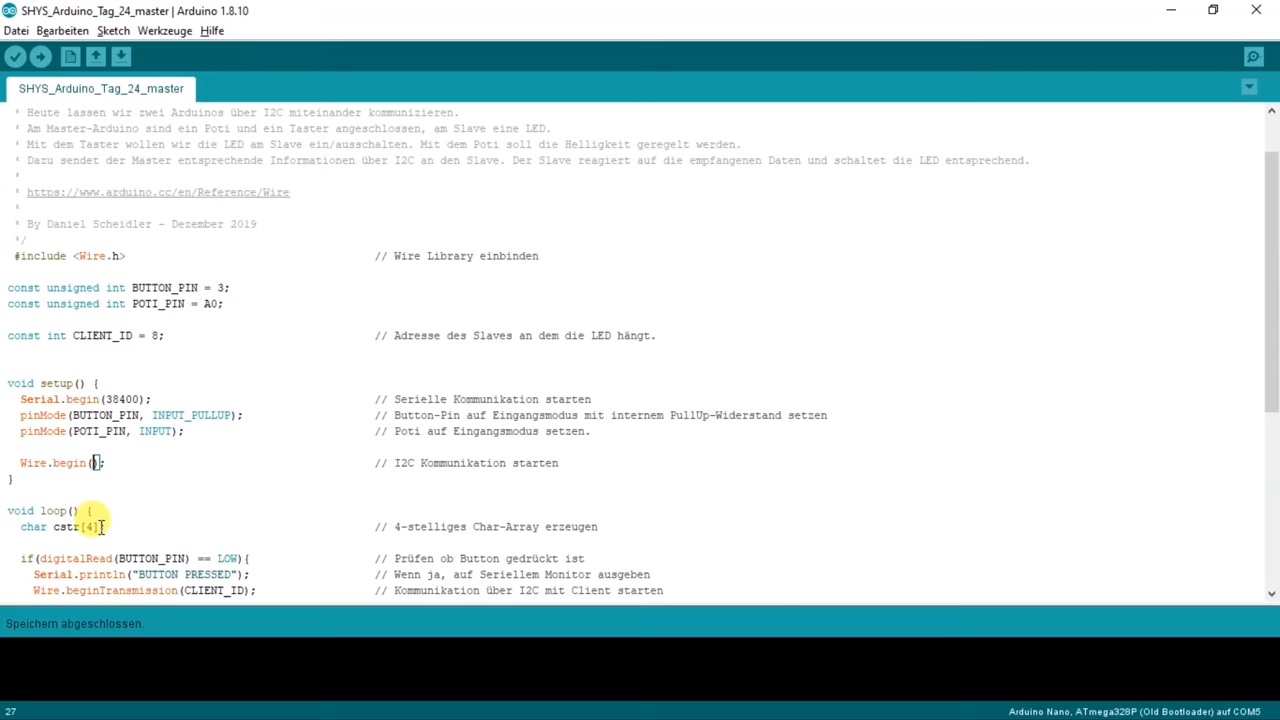 SHYS_Arduino_Tag_24_master | Arduino 1.8.10
Datei Bearbeiten Sketch Werkzeuge Hilfe
SHYS_Arduino_Tag_24_master
* Heute lassen wir zwei Arduinos über I2C miteinander kommunizieren.
* Am Master-Arduino sind ein Poti und ein Taster angeschlossen, am Slave eine LED.
* Mit dem Taster wollen wir die LED am Slave ein/ausschalten. Mit dem Poti soll die Helligkeit geregelt werden.
* Dazu sendet der Master entsprechende Informationen über I2C an den Slave. Der Slave reagiert auf die empfangenen Daten und schaltet die LED entsprechend.
*
* https://www.arduino.cc/en/Reference/Wire
*
* By Daniel Scheidler - Dezember 2019
*/
#include <Wire.h> // Wire Library einbinden
const unsigned int BUTTON_PIN = 3;
const unsigned int POTI_PIN = A0;
const int CLIENT_ID = 8; // Adresse des Slaves an dem die LED hängt.
void setup() {
Serial.begin(38400); // Serielle Kommunikation starten
pinMode(BUTTON_PIN, INPUT_PULLUP); // Button-Pin auf Eingangsmodus mit internem PullUp-Widerstand setzen
pinMode(POTI_PIN, INPUT); // Poti auf Eingangsmodus setzen.
Wire.begin(); // I2C Kommunikation starten
}
void loop() {
char cstr[4]; // 4-stelliges Char-Array erzeugen
if(digitalRead(BUTTON_PIN) == LOW){ // Prüfen ob Button gedrückt ist
Serial.println("BUTTON PRESSED"); // Wenn ja, auf Seriellem Monitor ausgeben
Wire.beginTransmission(CLIENT_ID); // Kommunikation über I2C mit Client starten
Speichern abgeschlossen.
27 Arduino Nano, ATmega328P (Old Bootloader) auf COM5